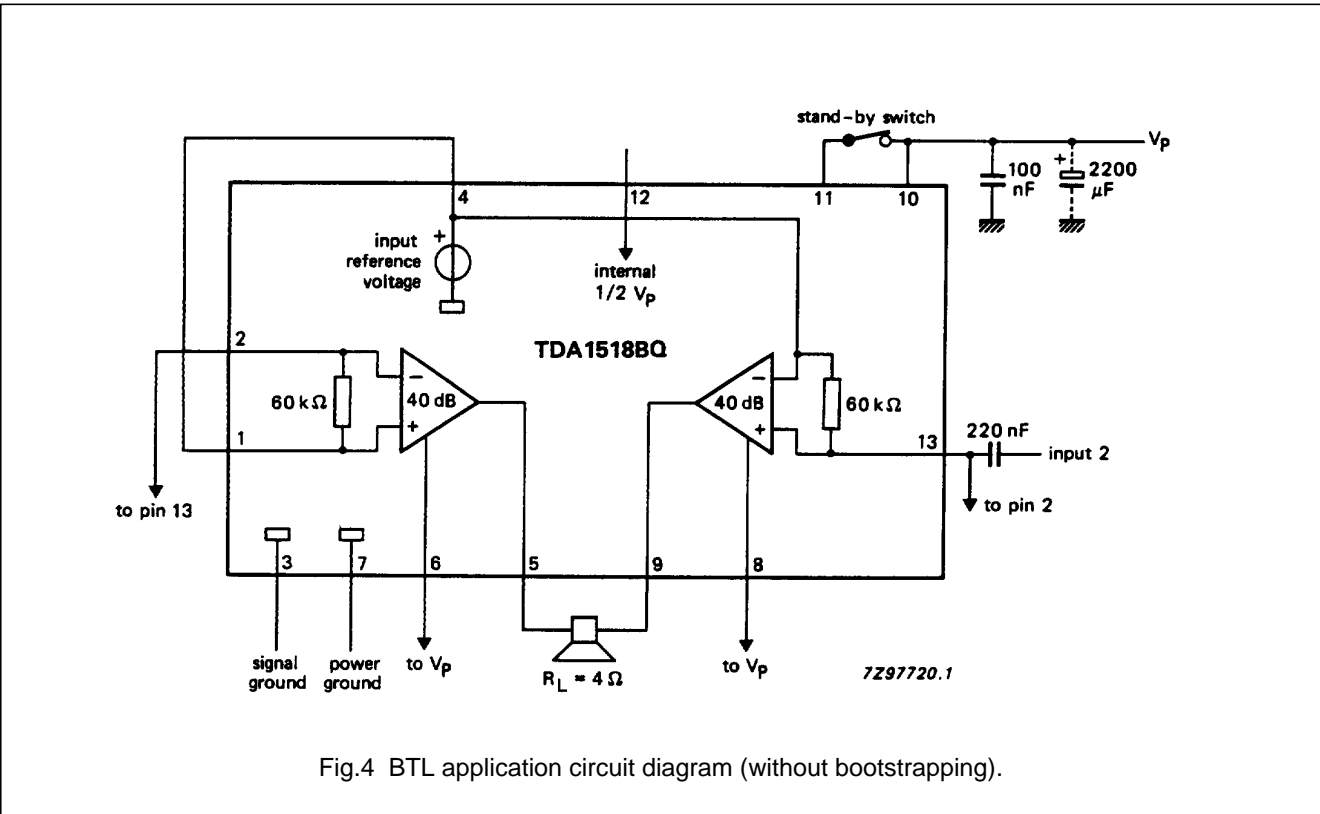 stand-by switch
V_P
100 nF
+
2200 µF
4
12
11
10
input reference voltage
+
internal 1/2 V_P
TDA1518BQ
2
60 kΩ
−
40 dB
+
1
−
40 dB
+
60 kΩ
13
220 nF
input 2
to pin 13
to pin 2
3
7
6
5
9
8
signal ground
power ground
to V_P
R_L = 4 Ω
to V_P
7Z97720.1
Fig.4 BTL application circuit diagram (without bootstrapping).